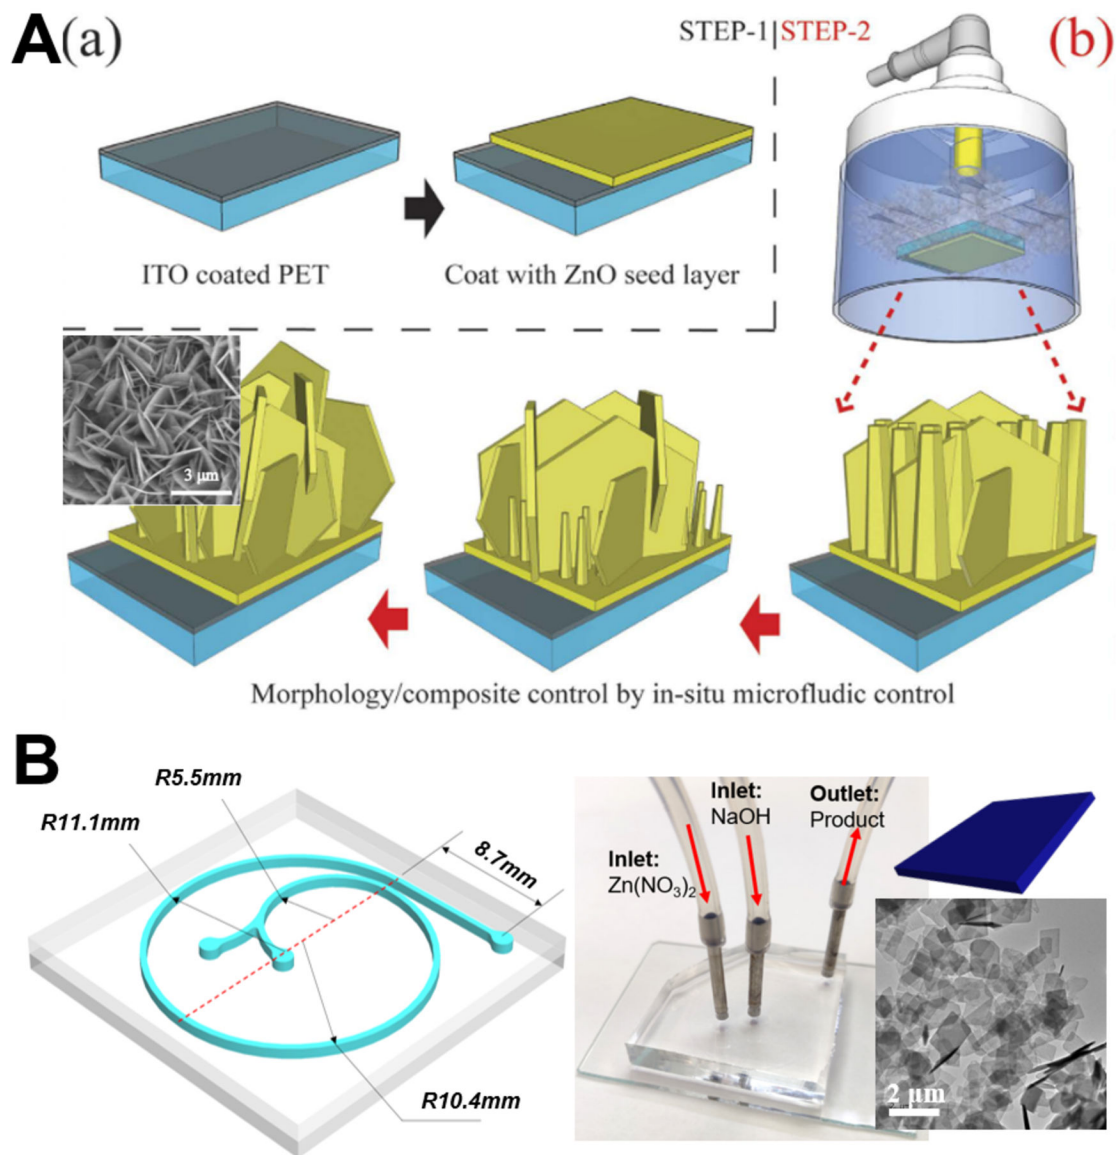 A(a)
STEP-1|STEP-2
(b)
ITO coated PET
Coat with ZnO seed layer
3 μm
Morphology/composite control by in-situ microfludic control
B
R5.5mm
R11.1mm
8.7mm
R10.4mm
Inlet:
NaOH
Outlet:
Product
Inlet:
Zn(NO₃)₂
2 μm